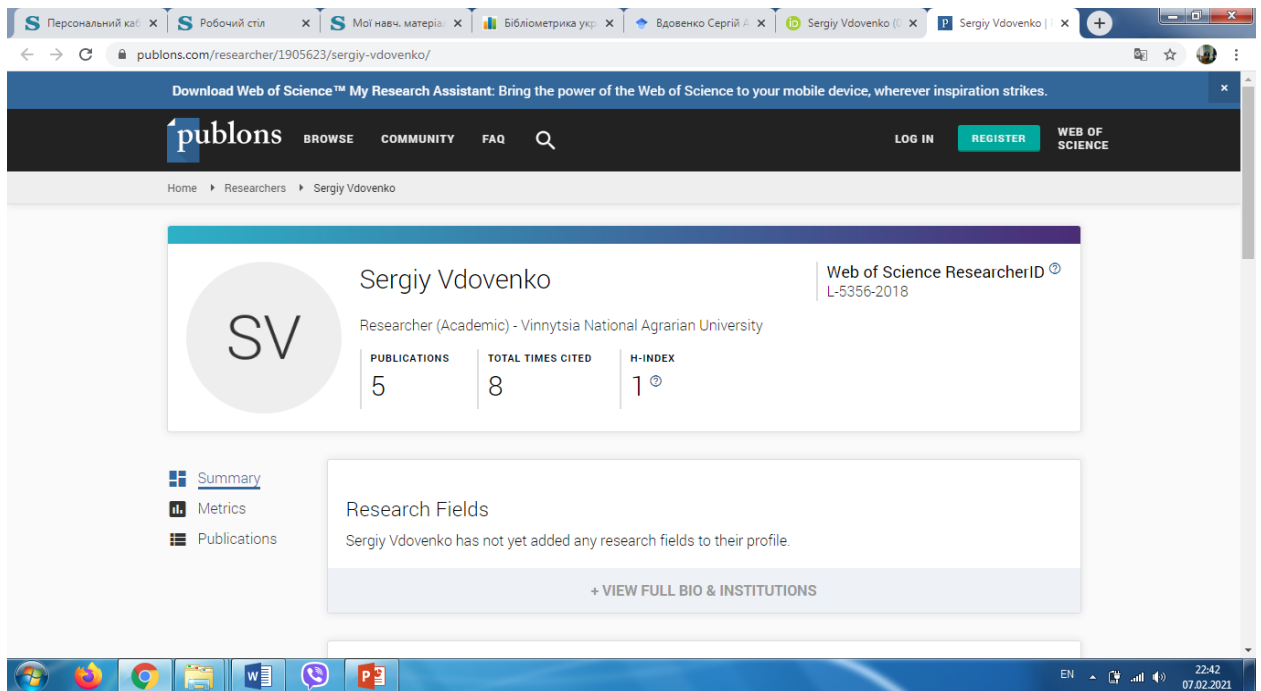 Персональний каб
Робочий стіл
Мої навч. матеріал
Бібліометрика укр
Вдовенко Сергій А
Sergiy Vdovenko (0
Sergiy Vdovenko |
publons.com/researcher/1905623/sergiy-vdovenko/
Download Web of Science™ My Research Assistant: Bring the power of the Web of Science to your mobile device, wherever inspiration strikes.
publons BROWSE COMMUNITY FAQ LOG IN REGISTER WEB OF SCIENCE
Home Researchers Sergiy Vdovenko
SV
Sergiy Vdovenko
Web of Science ResearcherID
L-5356-2018
Researcher (Academic) - Vinnytsia National Agrarian University
PUBLICATIONS TOTAL TIMES CITED H-INDEX
5 8 1
Summary
Metrics
Publications
Research Fields
Sergiy Vdovenko has not yet added any research fields to their profile.
+ VIEW FULL BIO & INSTITUTIONS
EN 22:42
07.02.2021